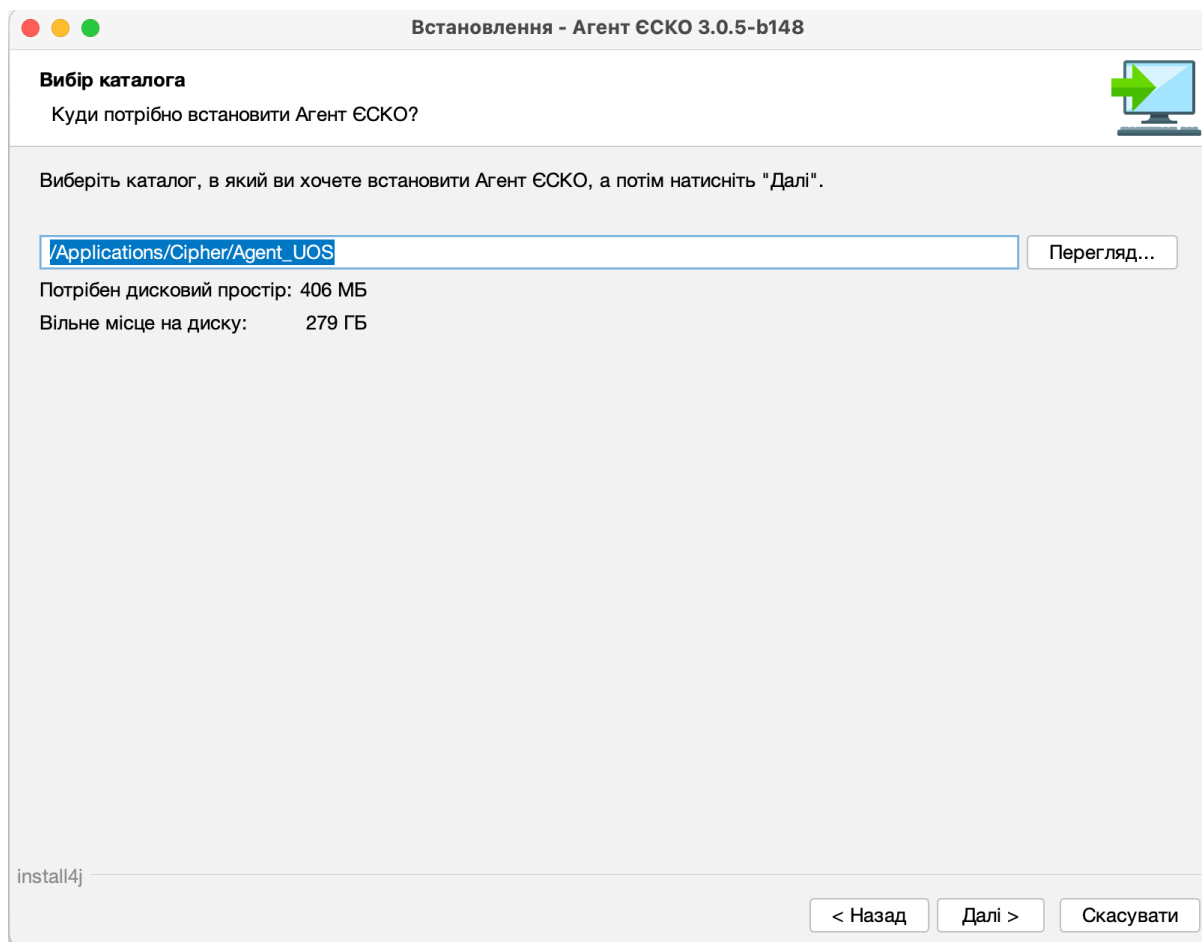 Встановлення - Агент ЄСКО 3.0.5-b148
Вибір каталога
Куди потрібно встановити Агент ЄСКО?
Виберіть каталог, в який ви хочете встановити Агент ЄСКО, а потім натисніть "Далі".
/Applications/Cipher/Agent_UOS Перегляд...
Потрібен дисковий простір: 406 МБ
Вільне місце на диску: 279 ГБ
install4j
< Назад Далі > Скасувати